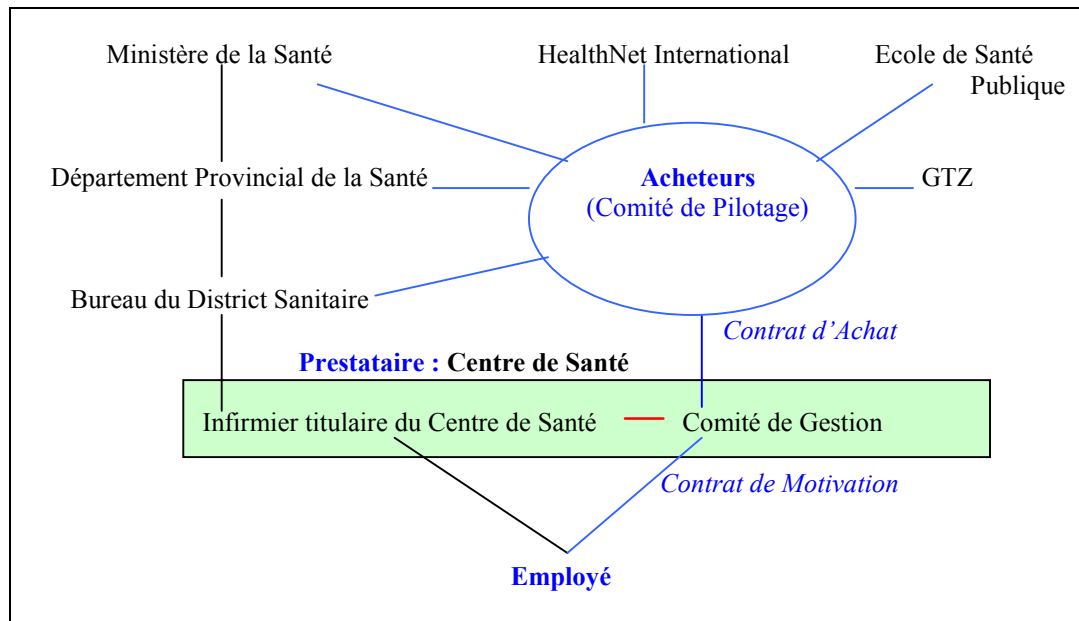 Ministère de la Santé
HealthNet International
Ecole de Santé
Publique
Département Provincial de la Santé
Acheteurs
(Comité de Pilotage)
GTZ
Bureau du District Sanitaire
Contrat d’Achat
Prestataire : Centre de Santé
Infirmier titulaire du Centre de Santé
Comité de Gestion
Contrat de Motivation
Employé